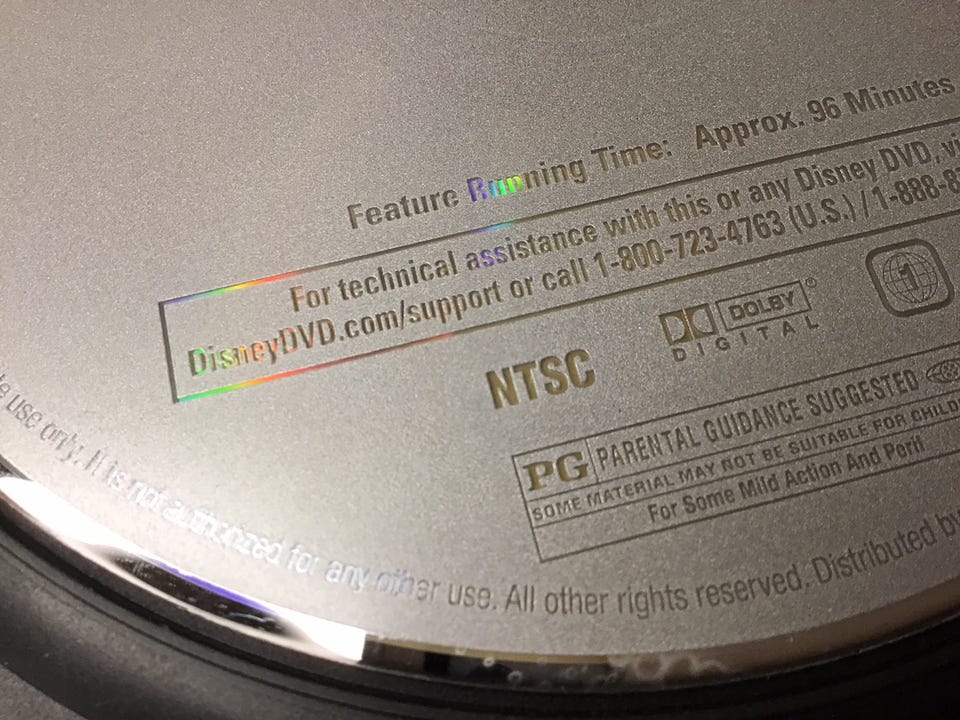 Feature Running Time: Approx. 96 Minutes
For technical assistance with this or any Disney DVD,
DisneyDVD.com/support or call 1-800-723-4763 (U.S.) / 1-888-8
1
DOLBY®
DIGITAL
NTSC
PG PARENTAL GUIDANCE SUGGESTED
SOME MATERIAL MAY NOT BE SUITABLE FOR
For Some Mild Action And Peril
use only. It is not authorized for any other use. All other rights reserved. Distributed by